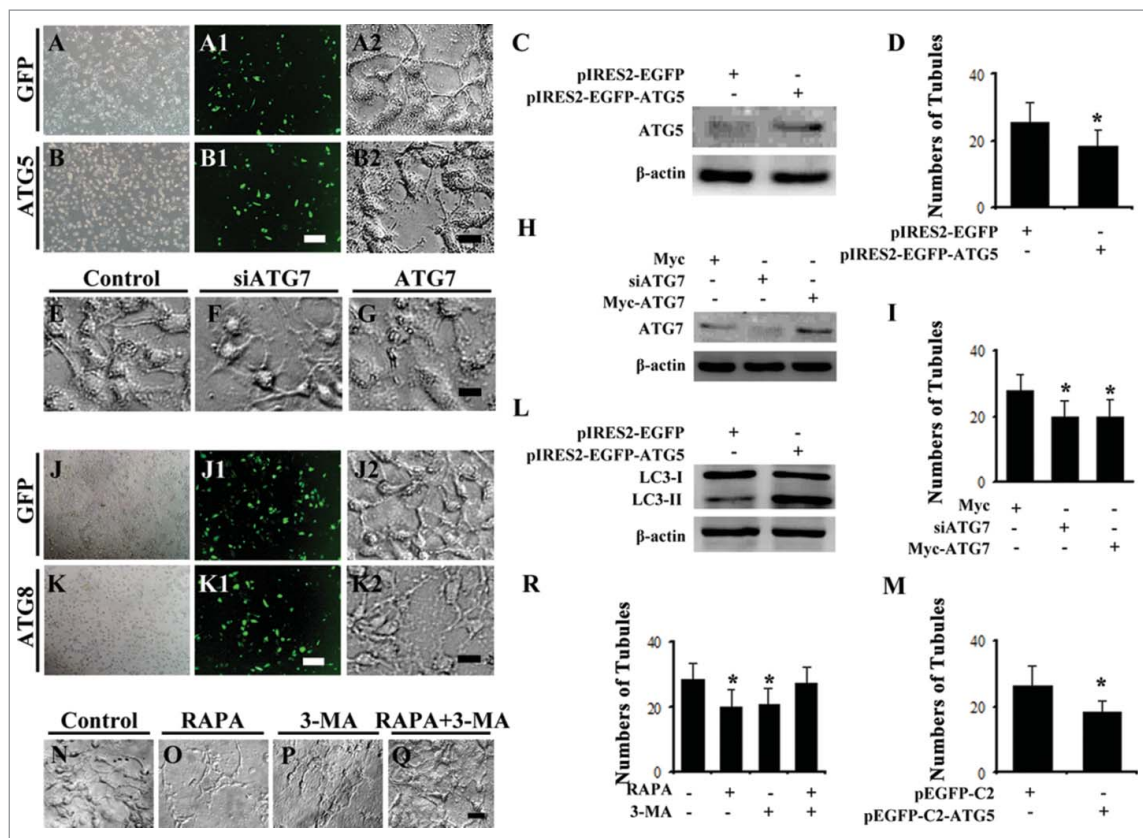 GFP
A
A1
A2
ATG5
B
B1
B2
C
pIRES2-EGFP + -
pIRES2-EGFP-ATG5 - +
ATG5
β-actin
D
Numbers of Tubules
40
20
0
*
pIRES2-EGFP + -
pIRES2-EGFP-ATG5 - +
Control siATG7 ATG7
E
F
G
H
Myc + - -
siATG7 - + -
Myc-ATG7 - - +
ATG7
β-actin
I
Numbers of Tubules
40
20
0
* *
Myc + - -
siATG7 - + -
Myc-ATG7 - - +
GFP
J
J1
J2
ATG8
K
K1
K2
L
pIRES2-EGFP + -
pIRES2-EGFP-ATG5 - +
LC3-I
LC3-II
β-actin
Control RAPA 3-MA RAPA+3-MA
N
O
P
Q
R
Numbers of Tubules
40
20
0
* *
RAPA - + - +
3-MA - - + +
M
Numbers of Tubules
40
20
0
*
pEGFP-C2 + -
pEGFP-C2-ATG5 - +